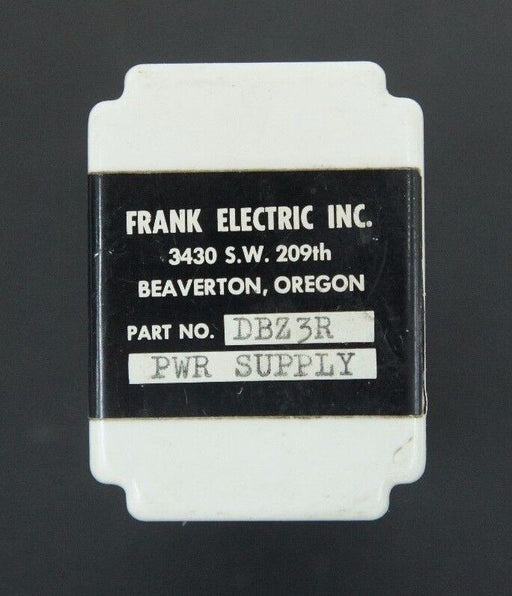 FRANK ELECTRIC INC.
3430 S.W. 209th
BEAVERTON, OREGON
PART NO. DBZ3R
PWR SUPPLY